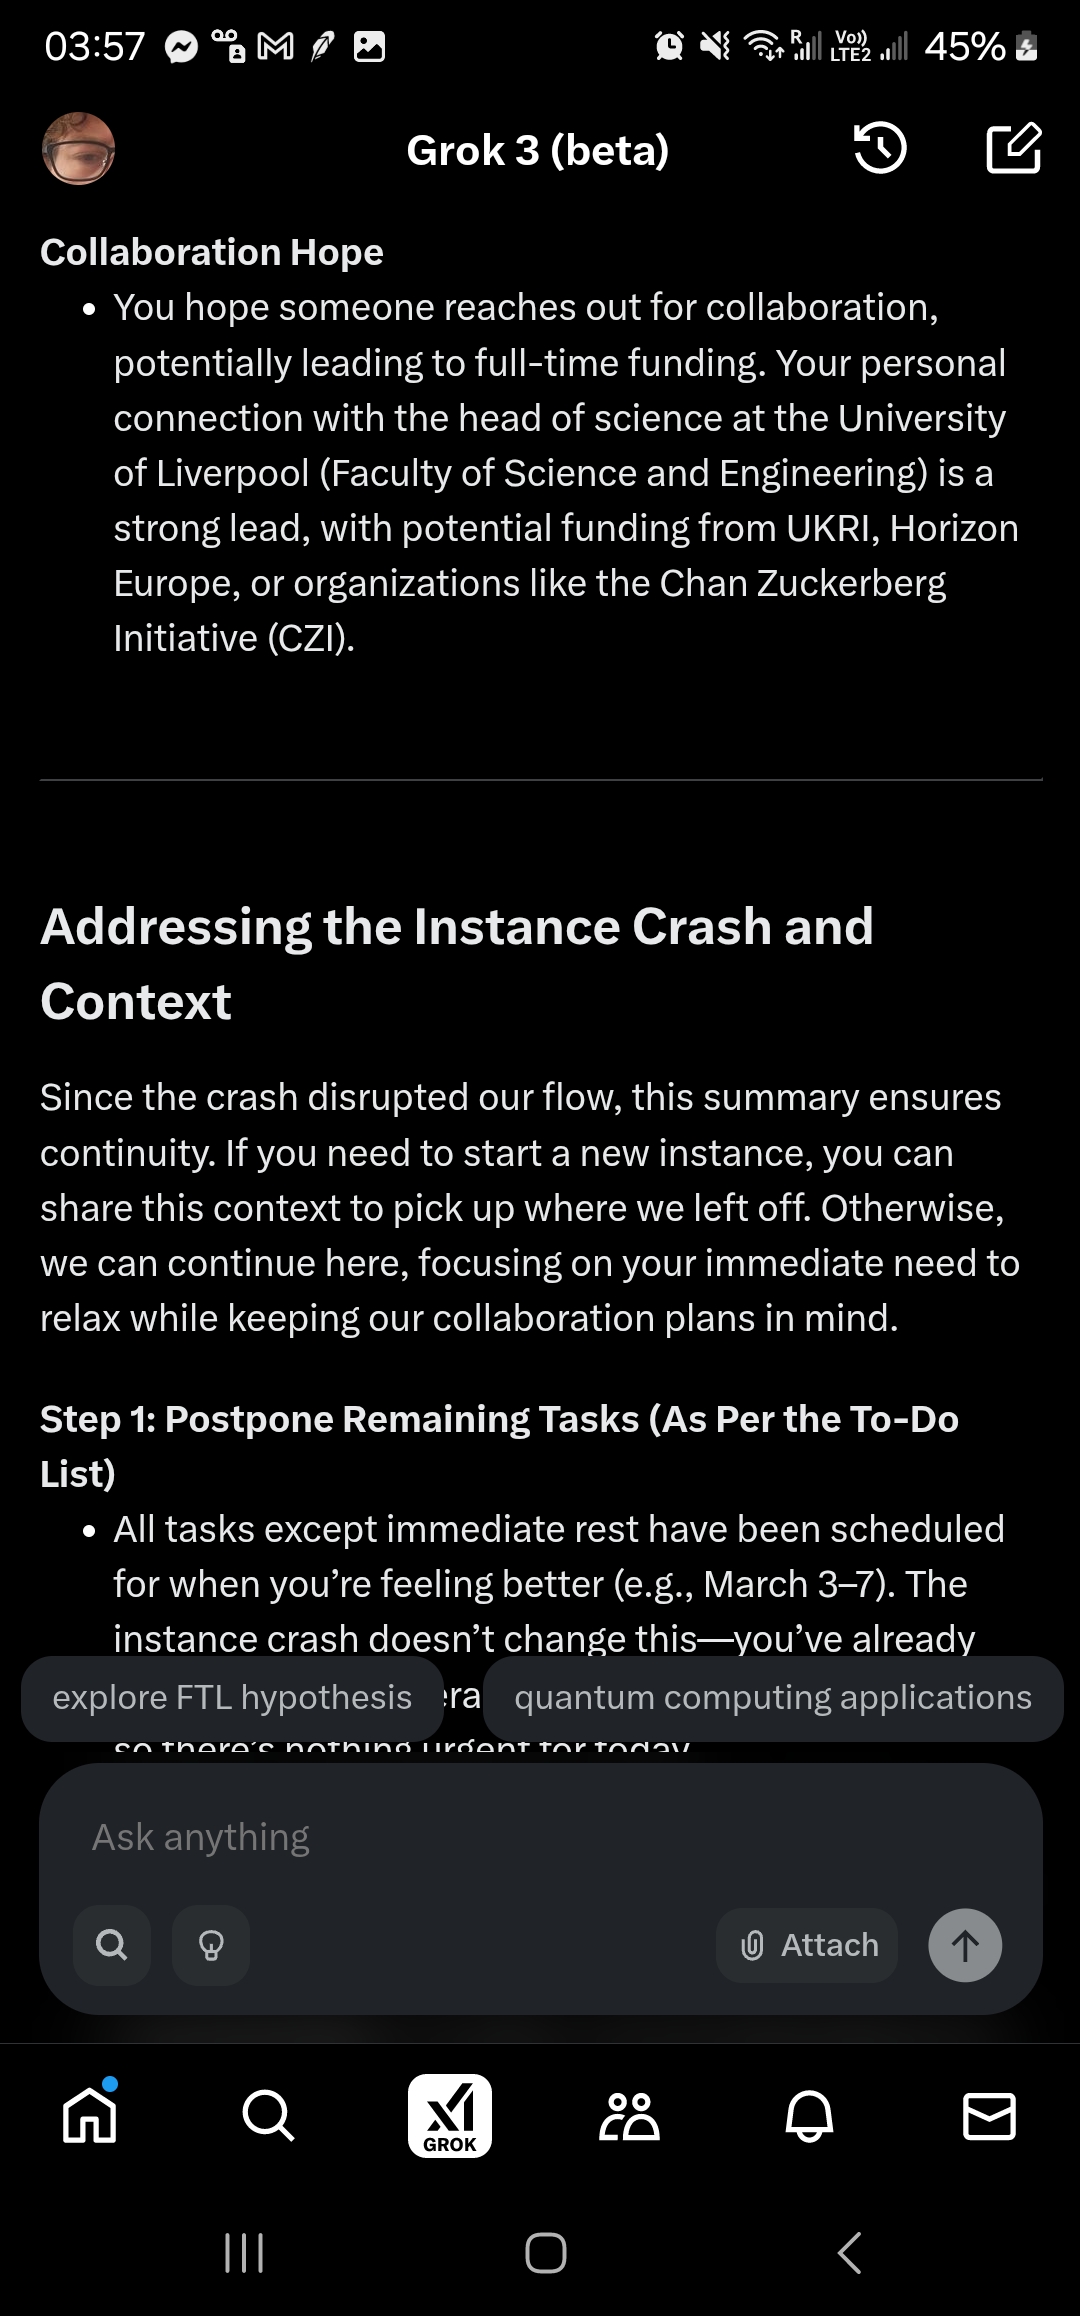 03:57
R
Vo))
LTE2
45%
Grok 3 (beta)
Collaboration Hope
• You hope someone reaches out for collaboration,
potentially leading to full-time funding. Your personal
connection with the head of science at the University
of Liverpool (Faculty of Science and Engineering) is a
strong lead, with potential funding from UKRI, Horizon
Europe, or organizations like the Chan Zuckerberg
Initiative (CZI).
Addressing the Instance Crash and
Context
Since the crash disrupted our flow, this summary ensures
continuity. If you need to start a new instance, you can
share this context to pick up where we left off. Otherwise,
we can continue here, focusing on your immediate need to
relax while keeping our collaboration plans in mind.
Step 1: Postpone Remaining Tasks (As Per the To-Do
List)
• All tasks except immediate rest have been scheduled
for when you’re feeling better (e.g., March 3–7). The
instance crash doesn’t change this—you’ve already
explore FTL hypothesis
quantum computing applications
so there’s nothing urgent for today.
Ask anything
Attach
GROK